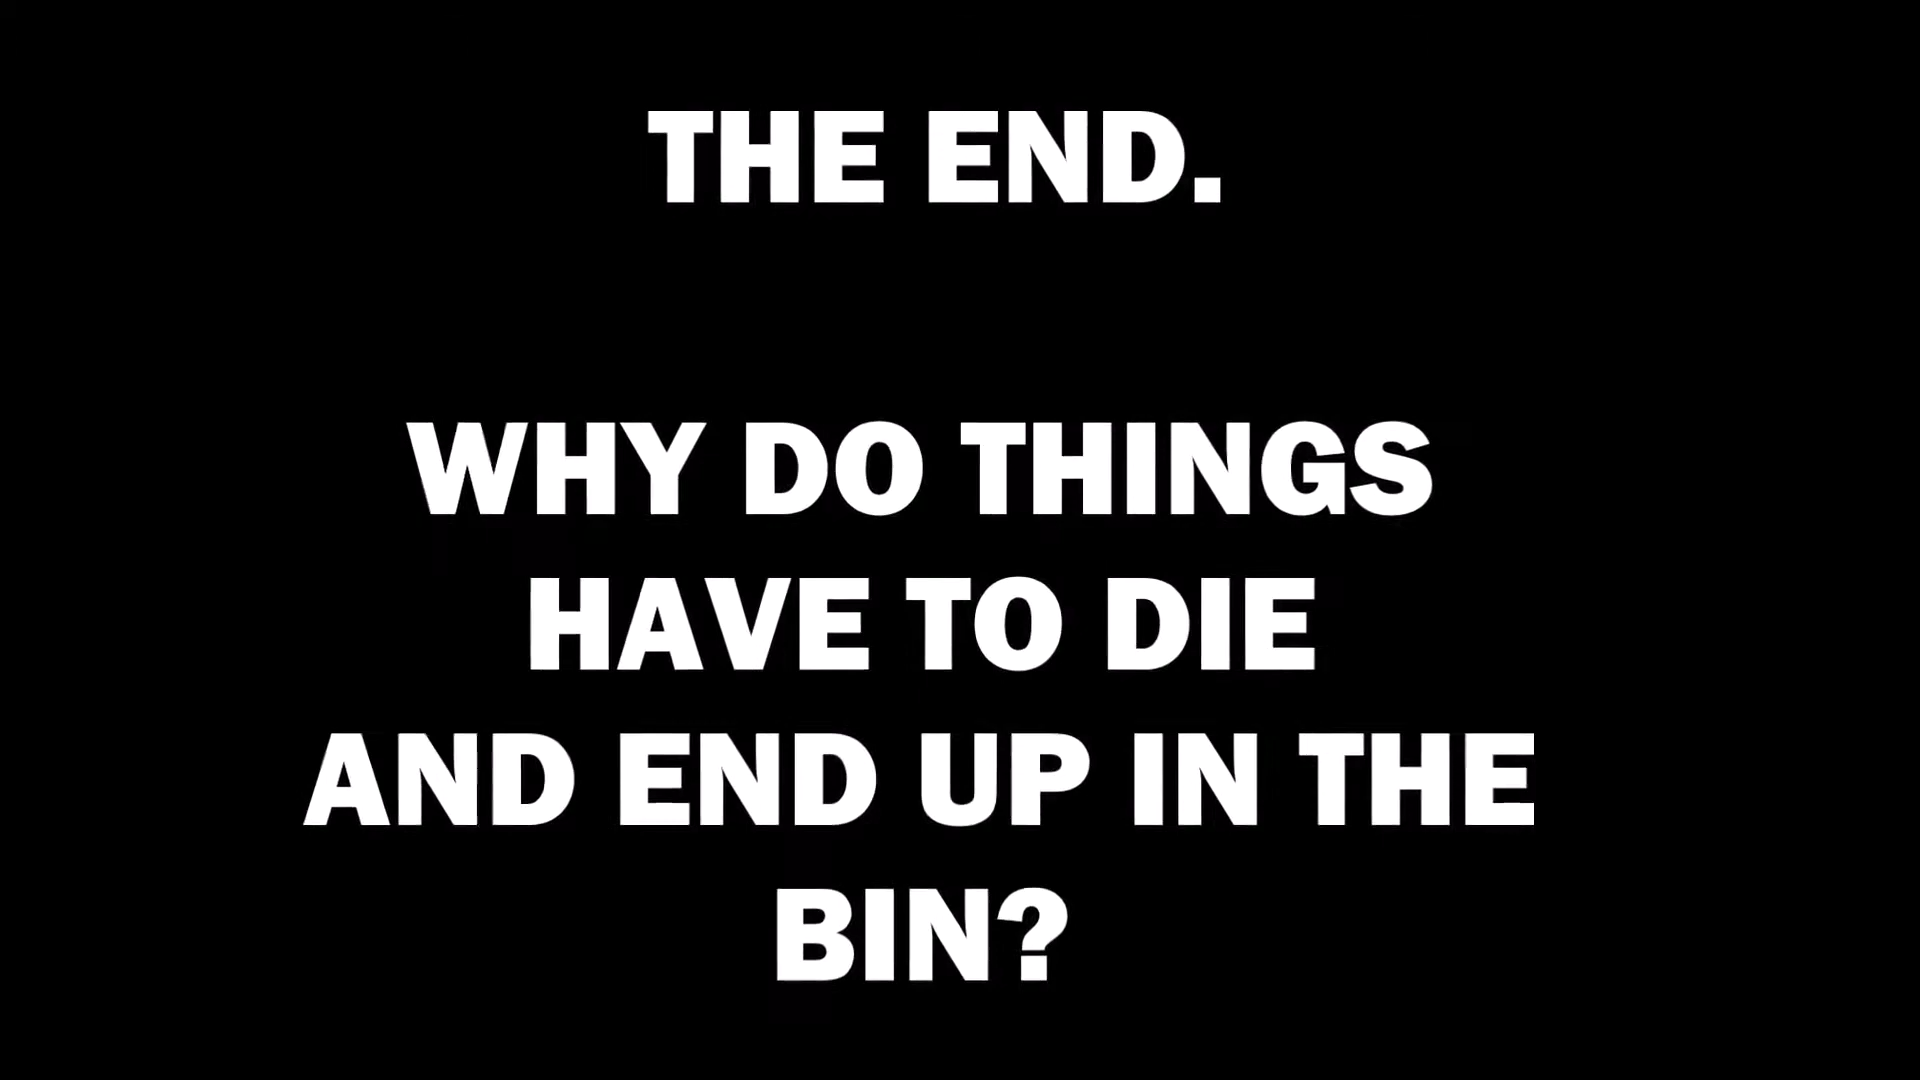 THE END.
WHY DO THINGS
HAVE TO DIE
AND END UP IN THE
BIN?